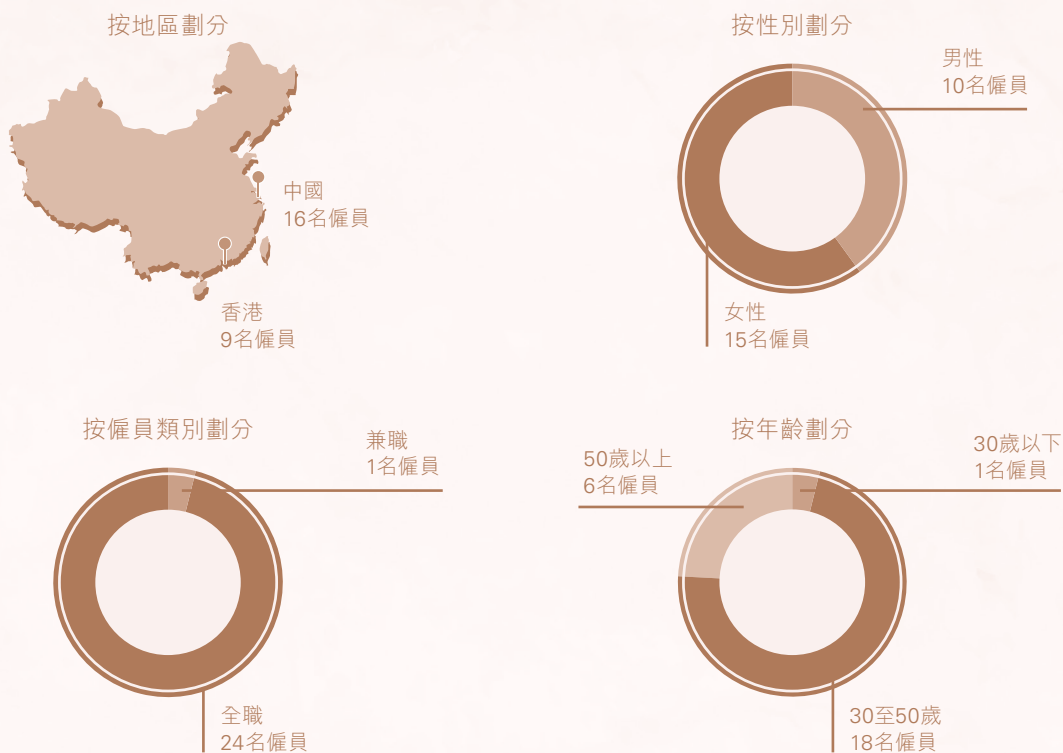 按地區劃分
中國
16名僱員
香港
9名僱員
按性別劃分
男性
10名僱員
女性
15名僱員
按僱員類別劃分
兼職
1名僱員
全職
24名僱員
按年齡劃分
50歲以上
6名僱員
30歲以下
1名僱員
30至50歲
18名僱員